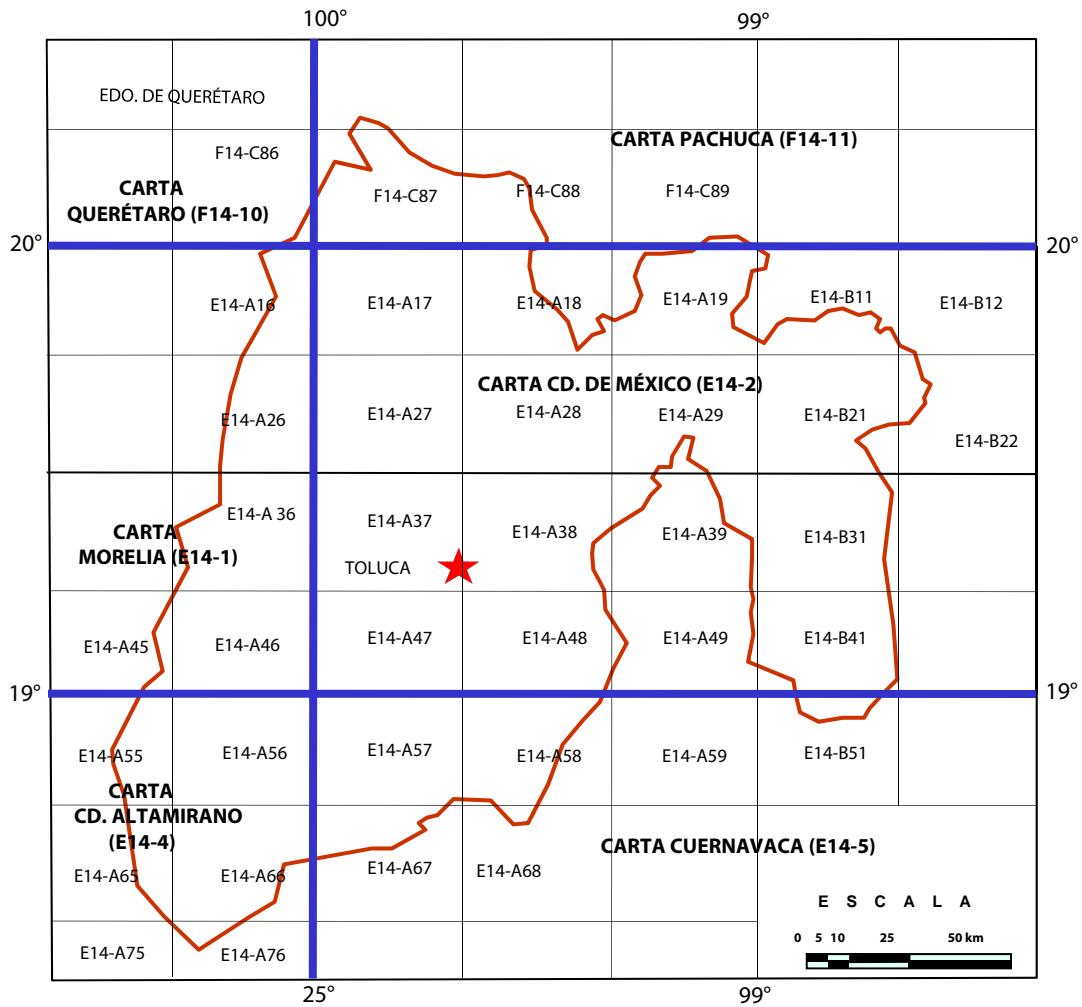 100°
99°
EDO. DE QUERÉTARO
CARTA PACHUCA (F14-11)
F14-C86
CARTA
QUERÉTARO (F14-10)
F14-C87
F14-C88
F14-C89
20°
20°
E14-A16
E14-A17
E14-A18
E14-A19
E14-B11
E14-B12
CARTA CD. DE MÉXICO (E14-2)
E14-A26
E14-A27
E14-A28
E14-A29
E14-B21
E14-B22
E14-A 36
E14-A37
E14-A38
E14-A39
E14-B31
CARTA
MORELIA (E14-1)
TOLUCA
E14-A45
E14-A46
E14-A47
E14-A48
E14-A49
E14-B41
19°
19°
E14-A55
E14-A56
E14-A57
E14-A58
E14-A59
E14-B51
CARTA
CD. ALTAMIRANO
(E14-4)
CARTA CUERNAVACA (E14-5)
E14-A65
E14-A66
E14-A67
E14-A68
E S C A L A
0 5 10 25 50 km
E14-A75
E14-A76
25°
99°